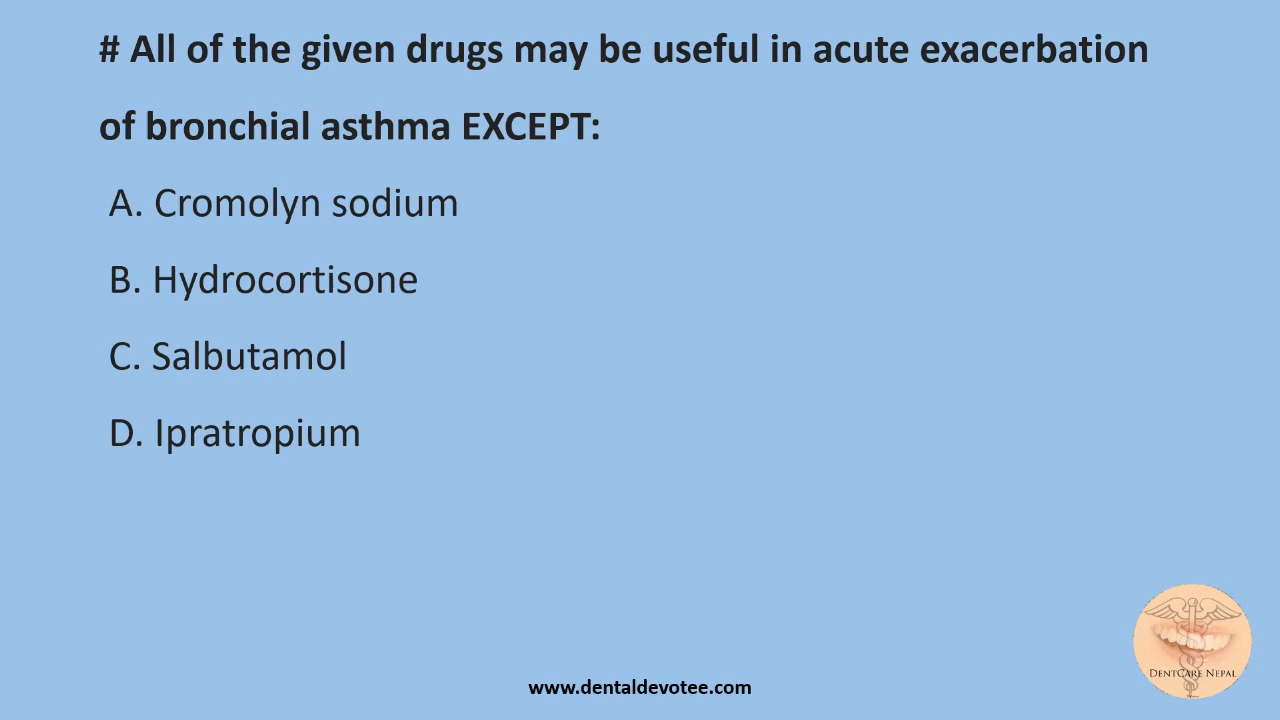 # All of the given drugs may be useful in acute exacerbation
of bronchial asthma EXCEPT:
A. Cromolyn sodium
B. Hydrocortisone
C. Salbutamol
D. Ipratropium
DentCare Nepal
www.dentaldevotee.com